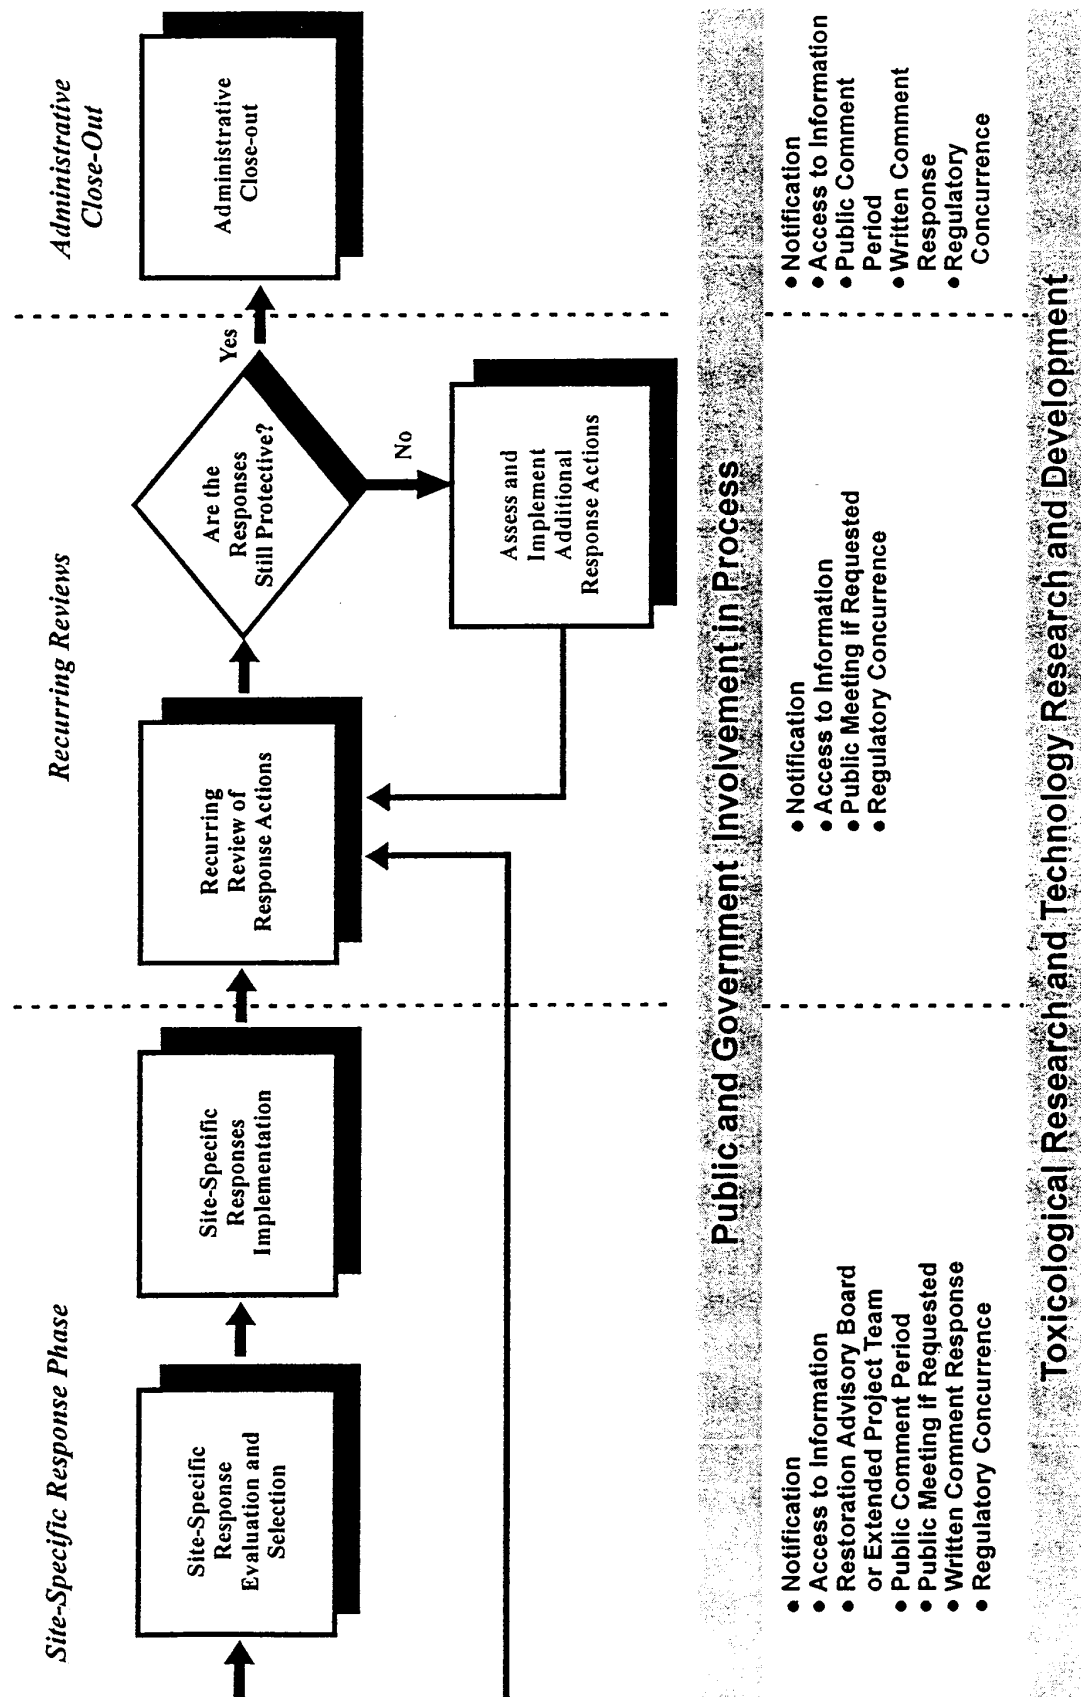 Site-Specific Response Phase
Recurring Reviews
Administrative
Close-Out
Site-Specific
Response
Evaluation and
Selection
Site-Specific
Responses
Implementation
Recurring
Review of
Response Actions
Are the
Responses
Still Protective?
Yes
No
Administrative
Close-out
Assess and
Implement
Additional
Response Actions
Public and Government Involvement in Process
● Notification
● Access to Information
● Restoration Advisory Board
or Extended Project Team
● Public Comment Period
● Public Meeting if Requested
● Written Comment Response
● Regulatory Concurrence
● Notification
● Access to Information
● Public Meeting if Requested
● Regulatory Concurrence
● Notification
● Access to Information
● Public Comment
Period
● Written Comment
Response
● Regulatory
Concurrence
Toxicological Research and Technology Research and Development